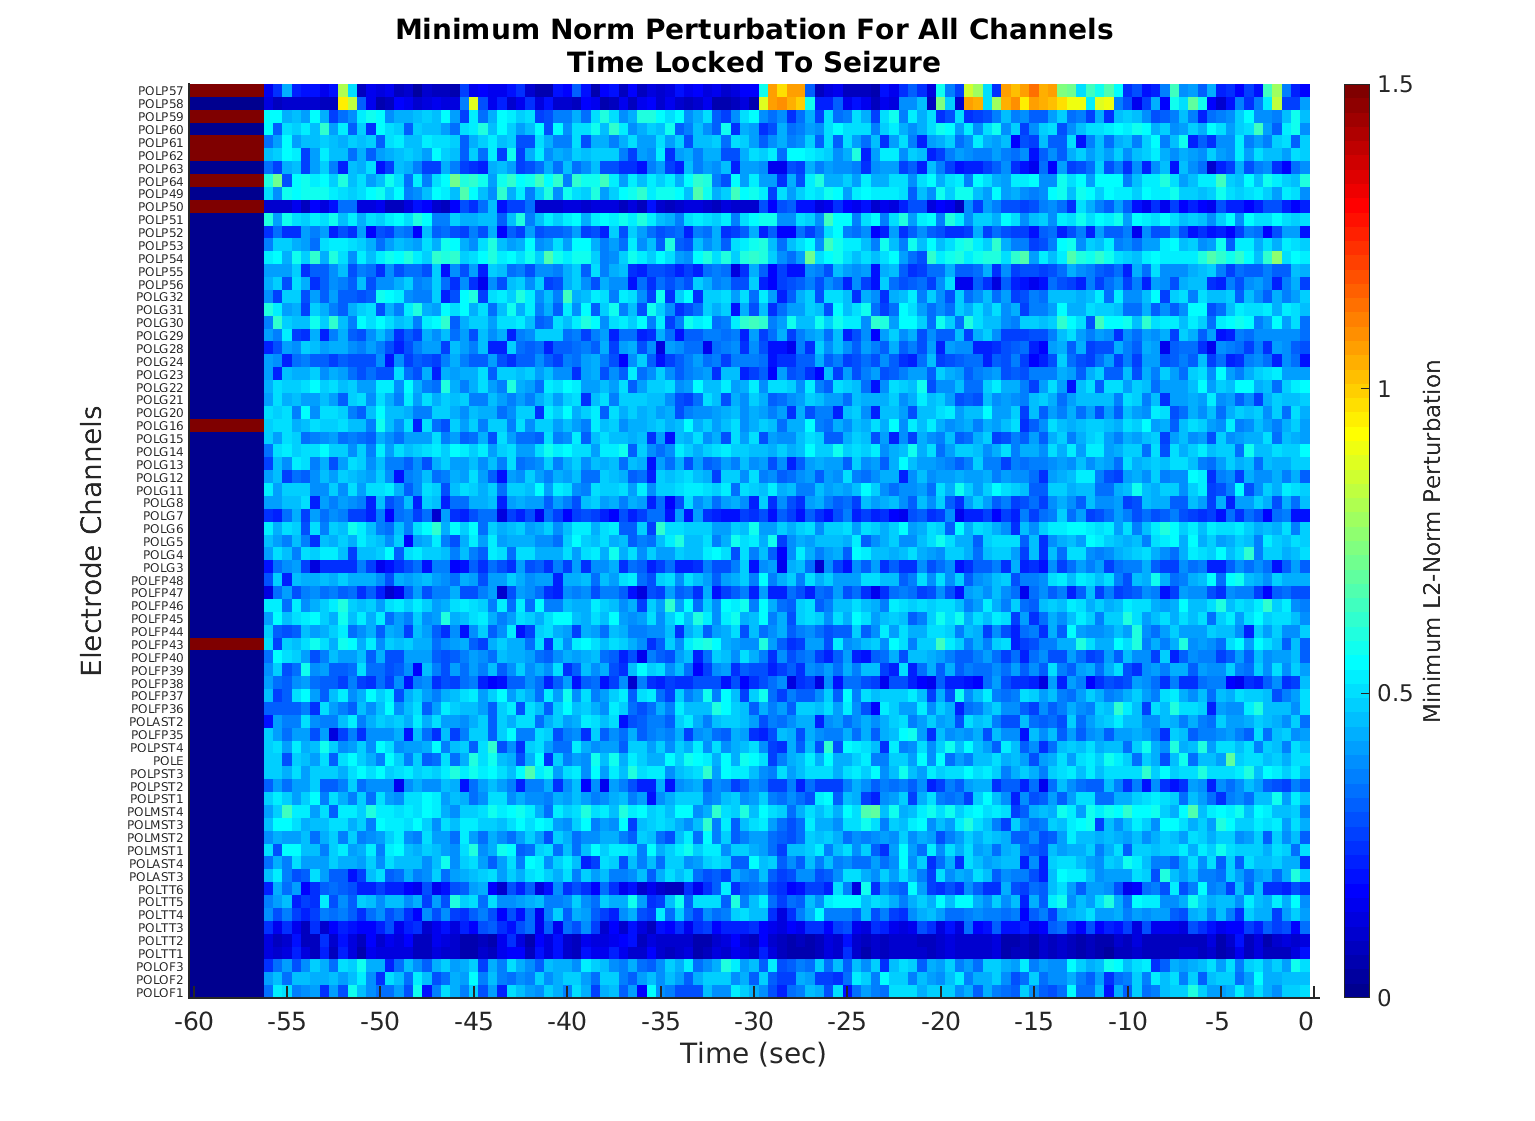 Minimum Norm Perturbation For All Channels
Time Locked To Seizure
Electrode Channels
POLP57
POLP58
POLP59
POLP60
POLP61
POLP62
POLP63
POLP64
POLP49
POLP50
POLP51
POLP52
POLP53
POLP54
POLP55
POLP56
POLG32
POLG31
POLG30
POLG29
POLG28
POLG24
POLG23
POLG22
POLG21
POLG20
POLG16
POLG15
POLG14
POLG13
POLG12
POLG11
POLG8
POLG7
POLG6
POLG5
POLG4
POLG3
POLFP48
POLFP47
POLFP46
POLFP45
POLFP44
POLFP43
POLFP40
POLFP39
POLFP38
POLFP37
POLFP36
POLAST2
POLFP35
POLPST4
POLE
POLPST3
POLPST2
POLPST1
POLMST4
POLMST3
POLMST2
POLMST1
POLAST4
POLAST3
POLTT6
POLTT5
POLTT4
POLTT3
POLTT2
POLTT1
POLOF3
POLOF2
POLOF1
-60 -55 -50 -45 -40 -35 -30 -25 -20 -15 -10 -5 0
Time (sec)
1.5
1
0.5
0
Minimum L2-Norm Perturbation